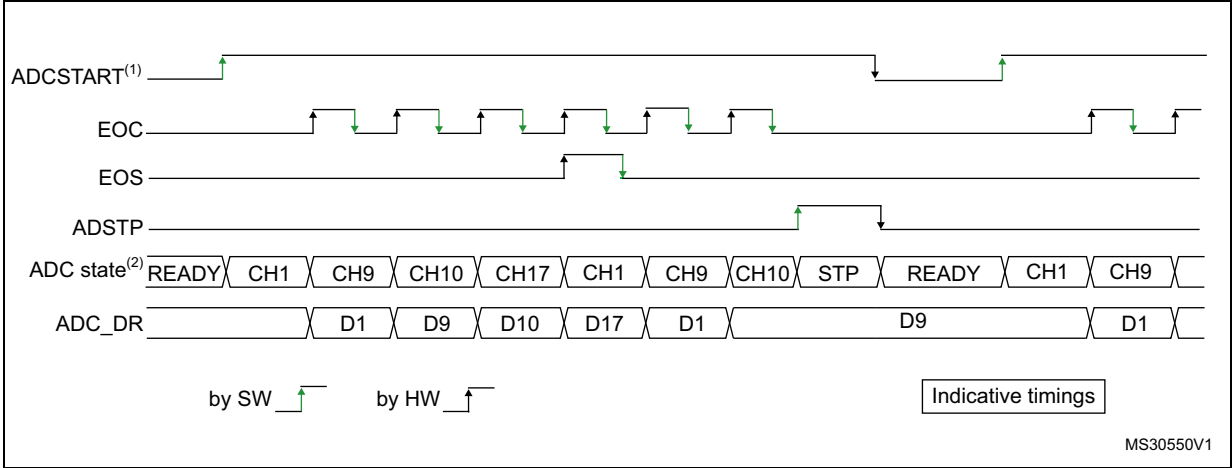 ADCSTART(1)
EOC
EOS
ADSTP
ADC state(2) READY CH1 CH9 CH10 CH17 CH1 CH9 CH10 STP READY CH1 CH9
ADC_DR D1 D9 D10 D17 D1 D9 D1
by SW by HW Indicative timings
MS30550V1